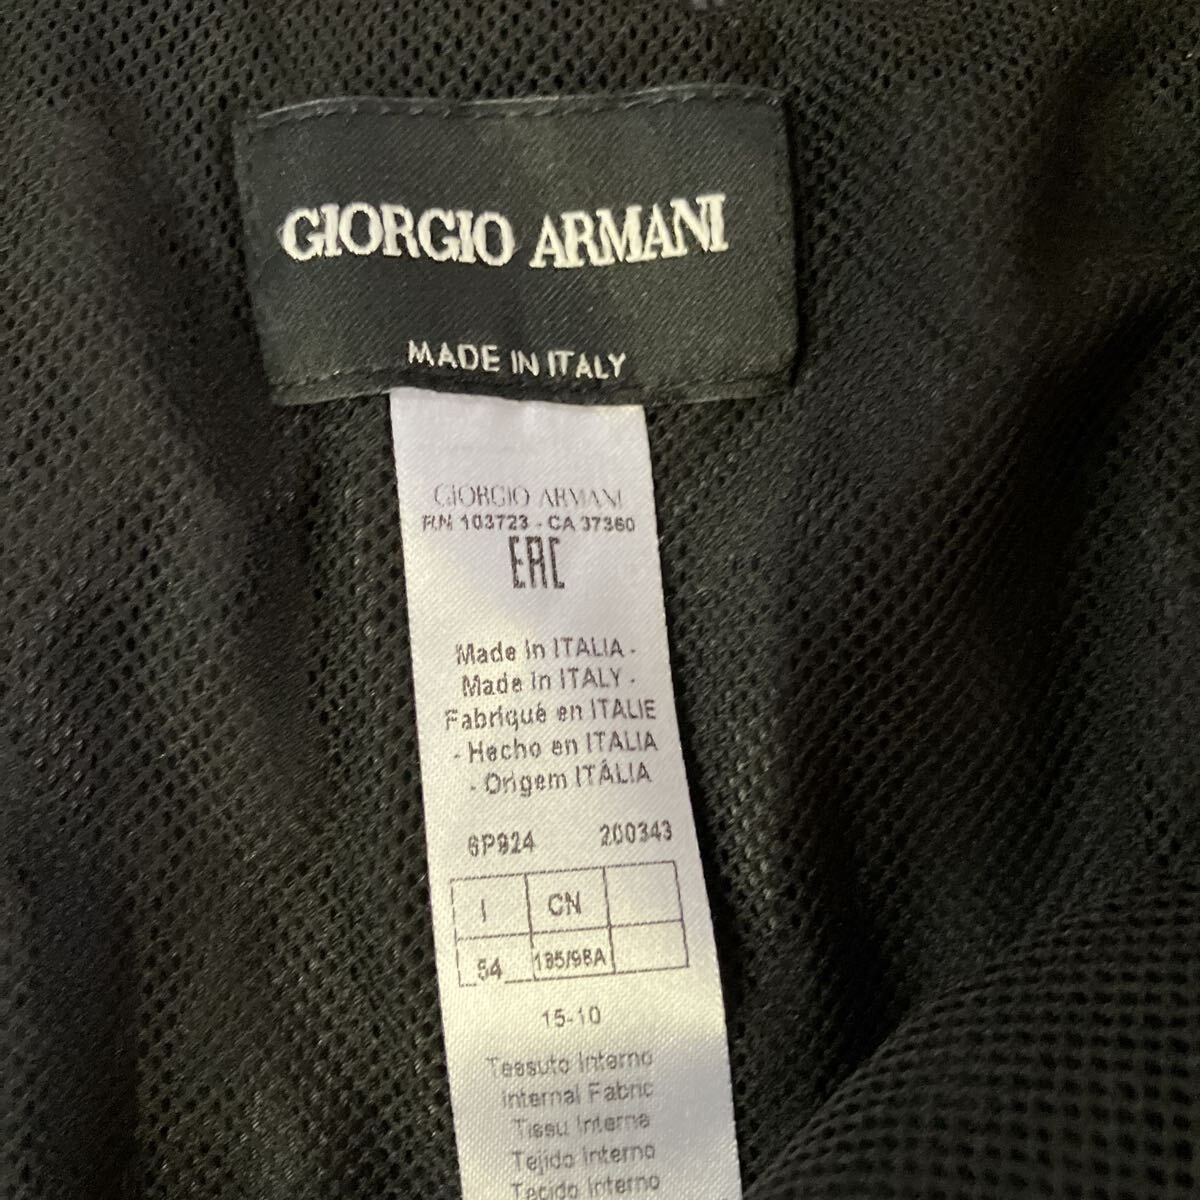 GIORGIO ARMANI
MADE IN ITALY
GIORGIO ARMANI
RN 103723 - CA 37360
EAC
Made in ITALIA -
Made in ITALY -
Fabriqué en ITALIE
- Hecho en ITALIA
- Origem ITÁLIA
6P924 200343
I CN
54 185/98A
15-10
Tessuto Interno
Internal Fabric
Tissu Interne
Tejido Interno
Tecido Interno